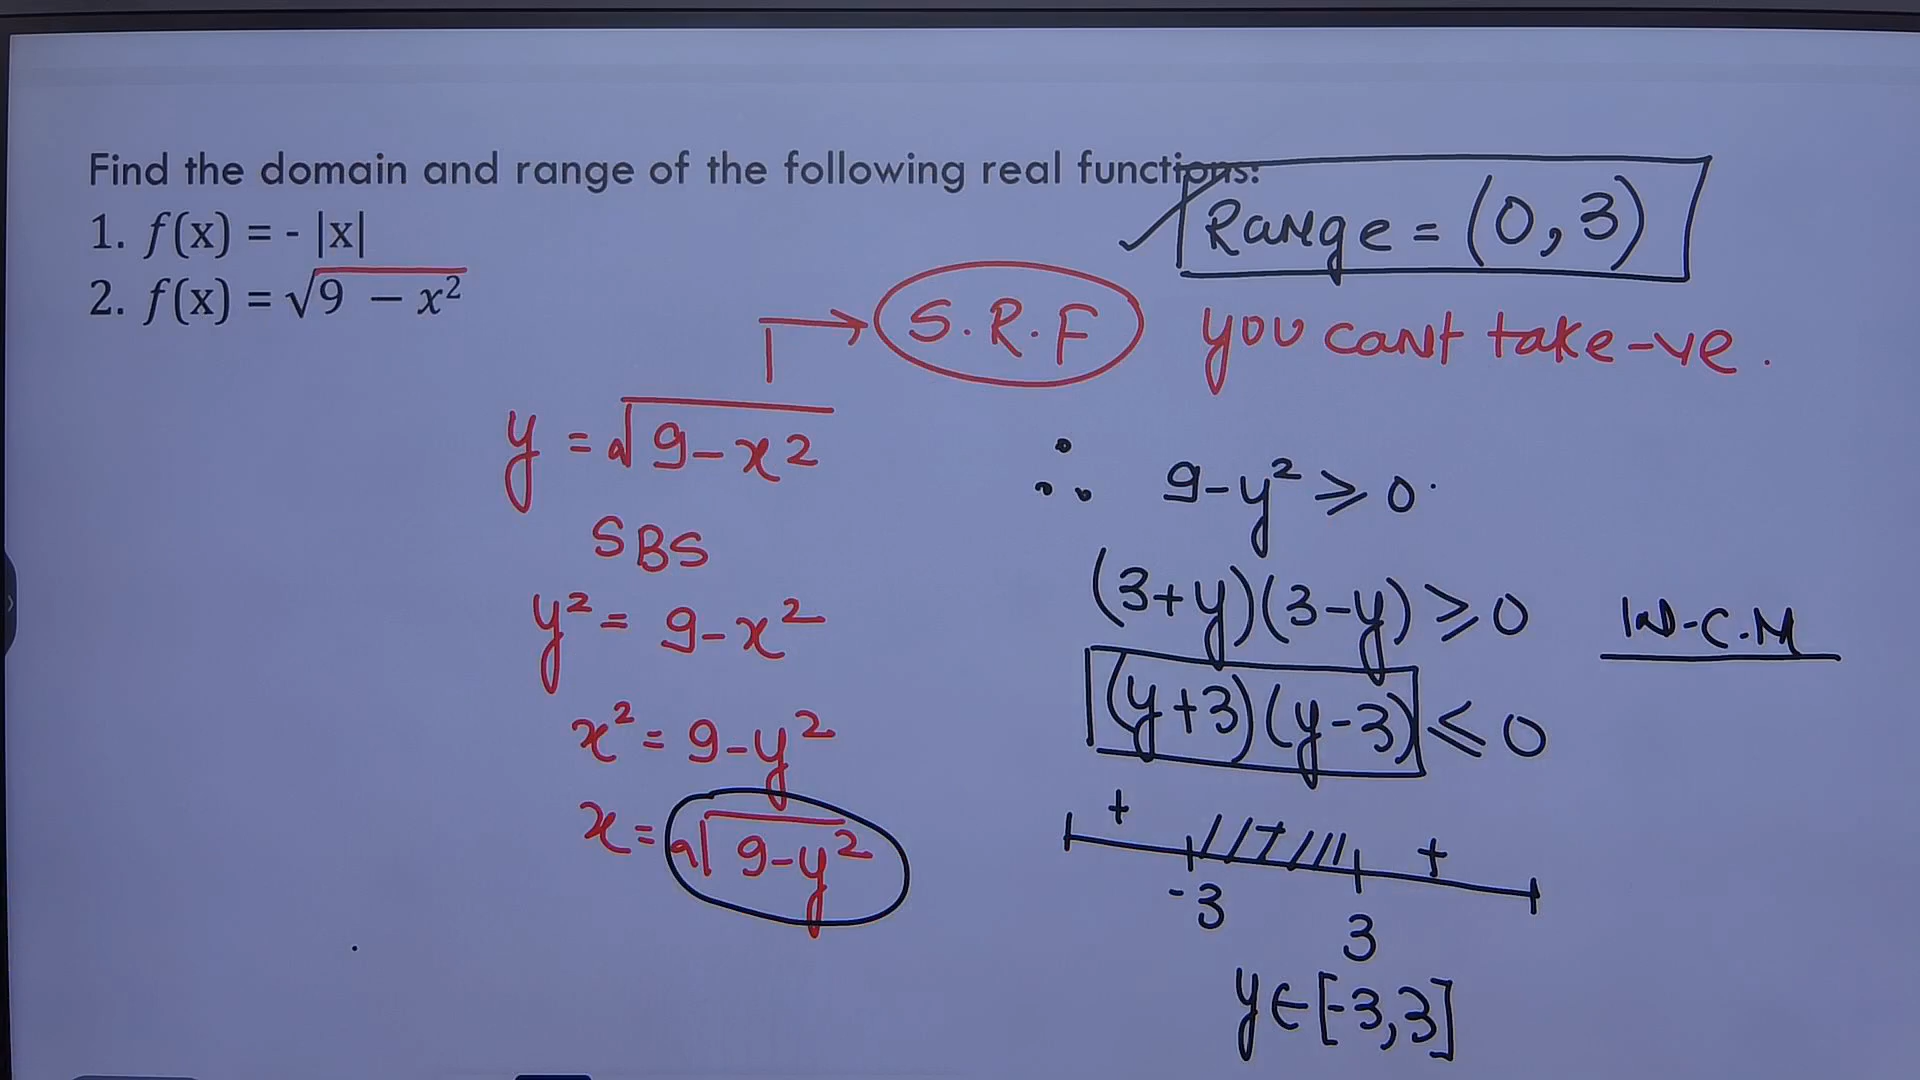 Find the domain and range of the following real functions:
1. f(x) = - |x|
2. f(x) = √9 − x²
Range = (0,3)
S.R.F you cant take -ve.
y = √9-x2
SBS
y² = 9-x²
x² = 9-y²
x = √9-y²
∴ 9-y² ≥ 0
(3+y)(3-y) ≥ 0
W-C.M
(y+3)(y-3) ≤ 0
+ - +
-3 3
y∈[-3,3]